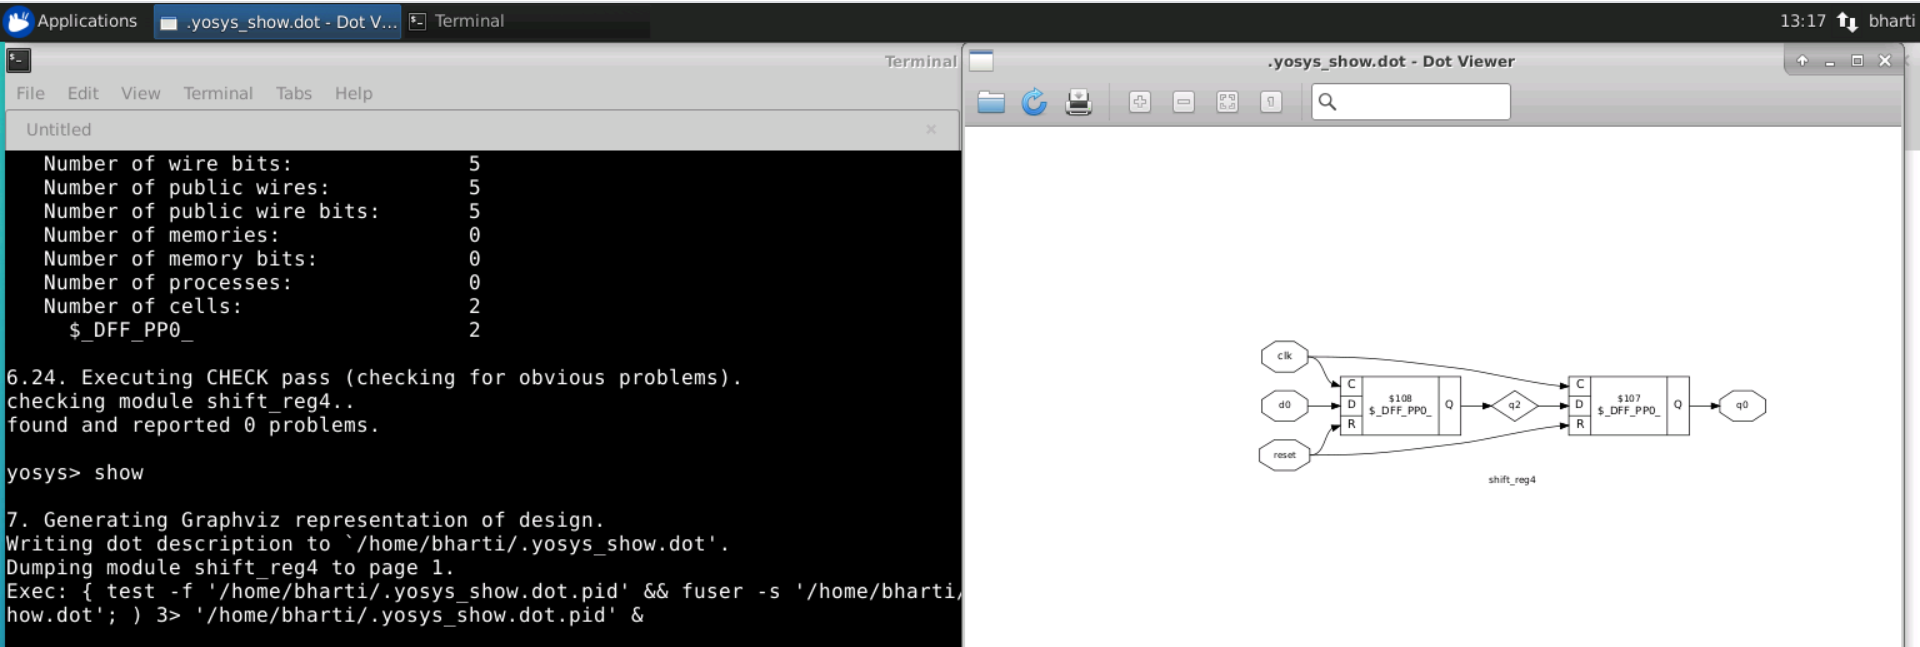 Applications
.yosys_show.dot - Dot V...
Terminal
13:17
bharti
Terminal
File Edit View Terminal Tabs Help
Untitled
Number of wire bits: 5
Number of public wires: 5
Number of public wire bits: 5
Number of memories: 0
Number of memory bits: 0
Number of processes: 0
Number of cells: 2
$_DFF_PP0_ 2
6.24. Executing CHECK pass (checking for obvious problems).
checking module shift_reg4..
found and reported 0 problems.
yosys> show
7. Generating Graphviz representation of design.
Writing dot description to `/home/bharti/.yosys_show.dot'.
Dumping module shift_reg4 to page 1.
Exec: { test -f '/home/bharti/.yosys_show.dot.pid' && fuser -s '/home/bharti/
how.dot'; ) 3> '/home/bharti/.yosys_show.dot.pid' &
.yosys_show.dot - Dot Viewer
clk
d0
reset
C
D
R
$108
$_DFF_PP0_
Q
q2
C
D
R
$107
$_DFF_PP0_
Q
q0
shift_reg4